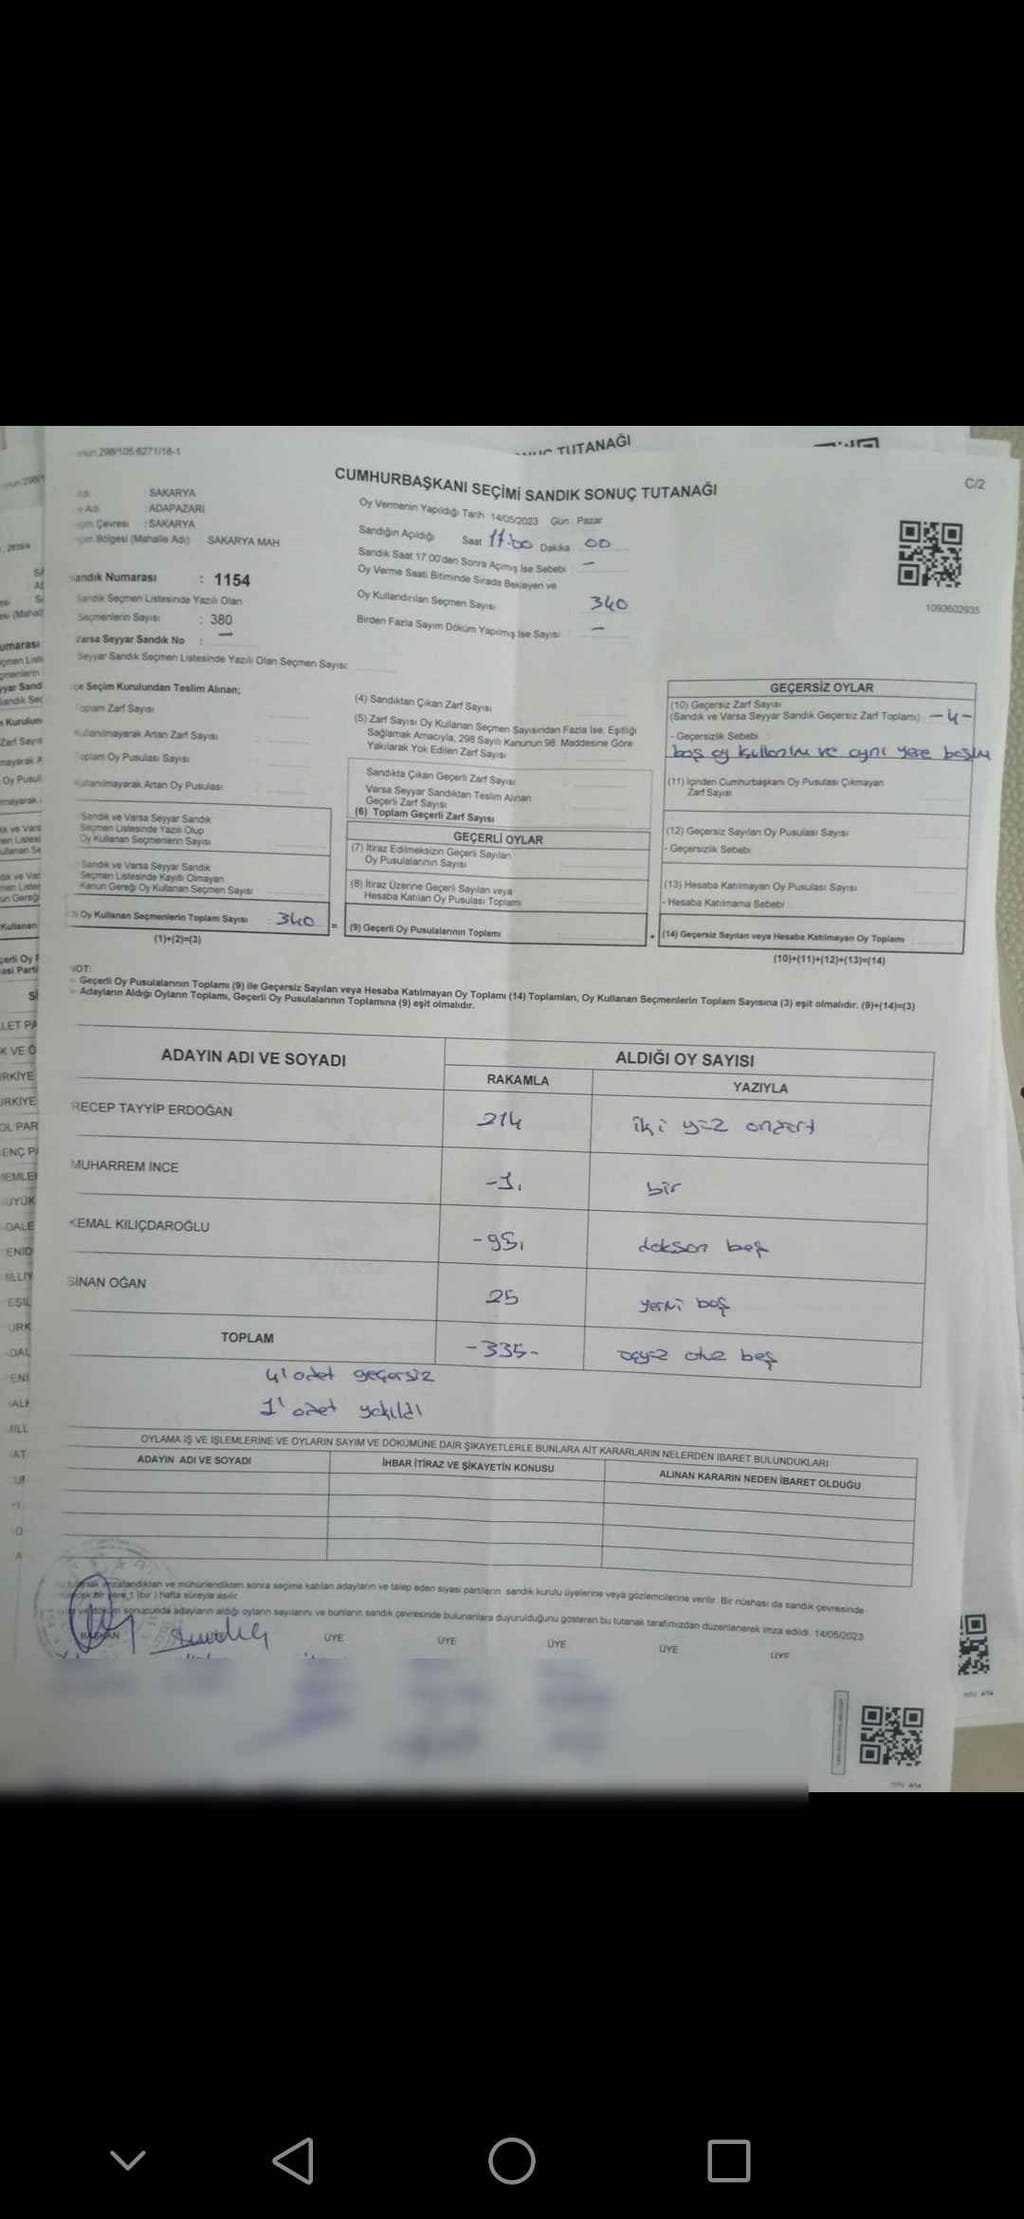 TUTANAĞI
298/105.6271/16-1
CUMHURBAŞKANI SEÇİMİ SANDIK SONUÇ TUTANAĞI
C/2
SAKARYA
ADAPAZARI
Çevresi : SAKARYA
Bölgesi (Mahalle Adı) SAKARYA MAH
Sandık Numarası : 1154
Sandık Seçmen Listesinde Yazılı Olan
Seçmenlerin Sayısı : 380
Varsa Seyyar Sandık No : —
Seyyar Sandık Seçmen Listesinde Yazılı Olan Seçmen Sayısı:
Oy Vermenin Yapıldığı Tarih 14/05/2023 Gün Pazar
Sandığın Açıldığı Saat Dakika 00
Sandık Saat 17.00'den Sonra Açımış İse Sebebi —
Oy Verme Saati Bitiminde Sırada Bekleyen ve
Oy Kullandırılan Seçmen Sayısı 340
Birden Fazla Sayım Döküm Yapılmış İse Sayısı —
1093602935
Seçim Kurulundan Teslim Alınan;
Toplam Zarf Sayısı
Kullanılmayarak Artan Zarf Sayısı
Toplam Oy Pusulası Sayısı
Kullanılmayarak Artan Oy Pusulası
Sandık ve Varsa Seyyar Sandık
Seçmen Listesinde Yazılı Olup
Oy Kullanan Seçmenlerin Sayısı
Sandık ve Varsa Seyyar Sandık
Seçmen Listesinde Kayıtlı Olmayan
Kanun Gereği Oy Kullanan Seçmen Sayısı
Oy Kullanan Seçmenlerin Toplam Sayısı 340
(1)+(2)=(3)
=
(4) Sandıktan Çıkan Zarf Sayısı
(5) Zarf Sayısı Oy Kullanan Seçmen Sayısından Fazla İse, Eşitliği
Sağlamak Amacıyla, 298 Sayılı Kanunun 98. Maddesine Göre
Yakılarak Yok Edilen Zarf Sayısı
Sandıkta Çıkan Geçerli Zarf Sayısı
Varsa Seyyar Sandıktan Teslim Alınan
Geçerli Zarf Sayısı
(6) Toplam Geçerli Zarf Sayısı
GEÇERLİ OYLAR
(7) İtiraz Edilmeksizin Geçerli Sayılan
Oy Pusulalarının Sayısı
(8) İtiraz Üzerine Geçerli Sayılan veya
Hesaba Katılan Oy Pusulası Toplamı
(9) Geçerli Oy Pusulalarının Toplamı
+
GEÇERSİZ OYLAR
(10) Geçersiz Zarf Sayısı
(Sandık ve Varsa Seyyar Sandık Geçersiz Zarf Toplamı) -4-
- Geçersizlik Sebebi
boş oy ve aynı yere
(11) İçinden Cumhurbaşkanı Oy Pusulası Çıkmayan
Zarf Sayısı
(12) Geçersiz Sayılan Oy Pusulası Sayısı
- Geçersizlik Sebebi
(13) Hesaba Katılmayan Oy Pusulası Sayısı
- Hesaba Katılmama Sebebi
(14) Geçersiz Sayılan veya Hesaba Katılmayan Oy Toplamı
(10)+(11)+(12)+(13)=(14)
NOT:
- Geçerli Oy Pusulalarının Toplamı (9) ile Geçersiz Sayılan veya Hesaba Katılmayan Oy Toplamı (14) Toplamları, Oy Kullanan Seçmenlerin Toplam Sayısına (3) eşit olmalıdır. (9)+(14)=(3)
- Adayların Aldığı Oyların Toplamı, Geçerli Oy Pusulalarının Toplamına (9) eşit olmalıdır.
ADAYIN ADI VE SOYADI
ALDIĞI OY SAYISI
RAKAMLA YAZIYLA
RECEP TAYYİP ERDOĞAN 214 iki yüz ondört
MUHARREM İNCE -1. bir
KEMAL KILIÇDAROĞLU -95. doksan beş
SİNAN OĞAN 25 yermi beş
TOPLAM -335- üçyüz otuz beş
4' adet geçersiz
1' adet yakıldı
OYLAMA İŞ VE İŞLEMLERİNE VE OYLARIN SAYIM VE DÖKÜMÜNE DAİR ŞİKAYETLERLE BUNLARA AİT KARARLARIN NELERDEN İBARET BULUNDUKLARI
ADAYIN ADI VE SOYADI İHBAR İTİRAZ VE ŞİKAYETİN KONUSU ALINAN KARARIN NEDEN İBARET OLDUĞU
imzalandıktan ve mühürlendikten sonra seçime katılan adayların ve talep eden siyasi partilerin sandık kurulu üyelerine veya gözlemcilerine verilir. Bir nüshası da sandık çevresinde
bir yere 1 (bir) hafta süreyle asılır.
sonucunda adayların aldığı oyların sayılarını ve bunların sandık çevresinde bulunanlara duyurulduğunu gösteren bu tutanak tarafımızdan düzenlenerek imza edildi. 14/05/2023
ÜYE ÜYE ÜYE ÜYE ÜYE